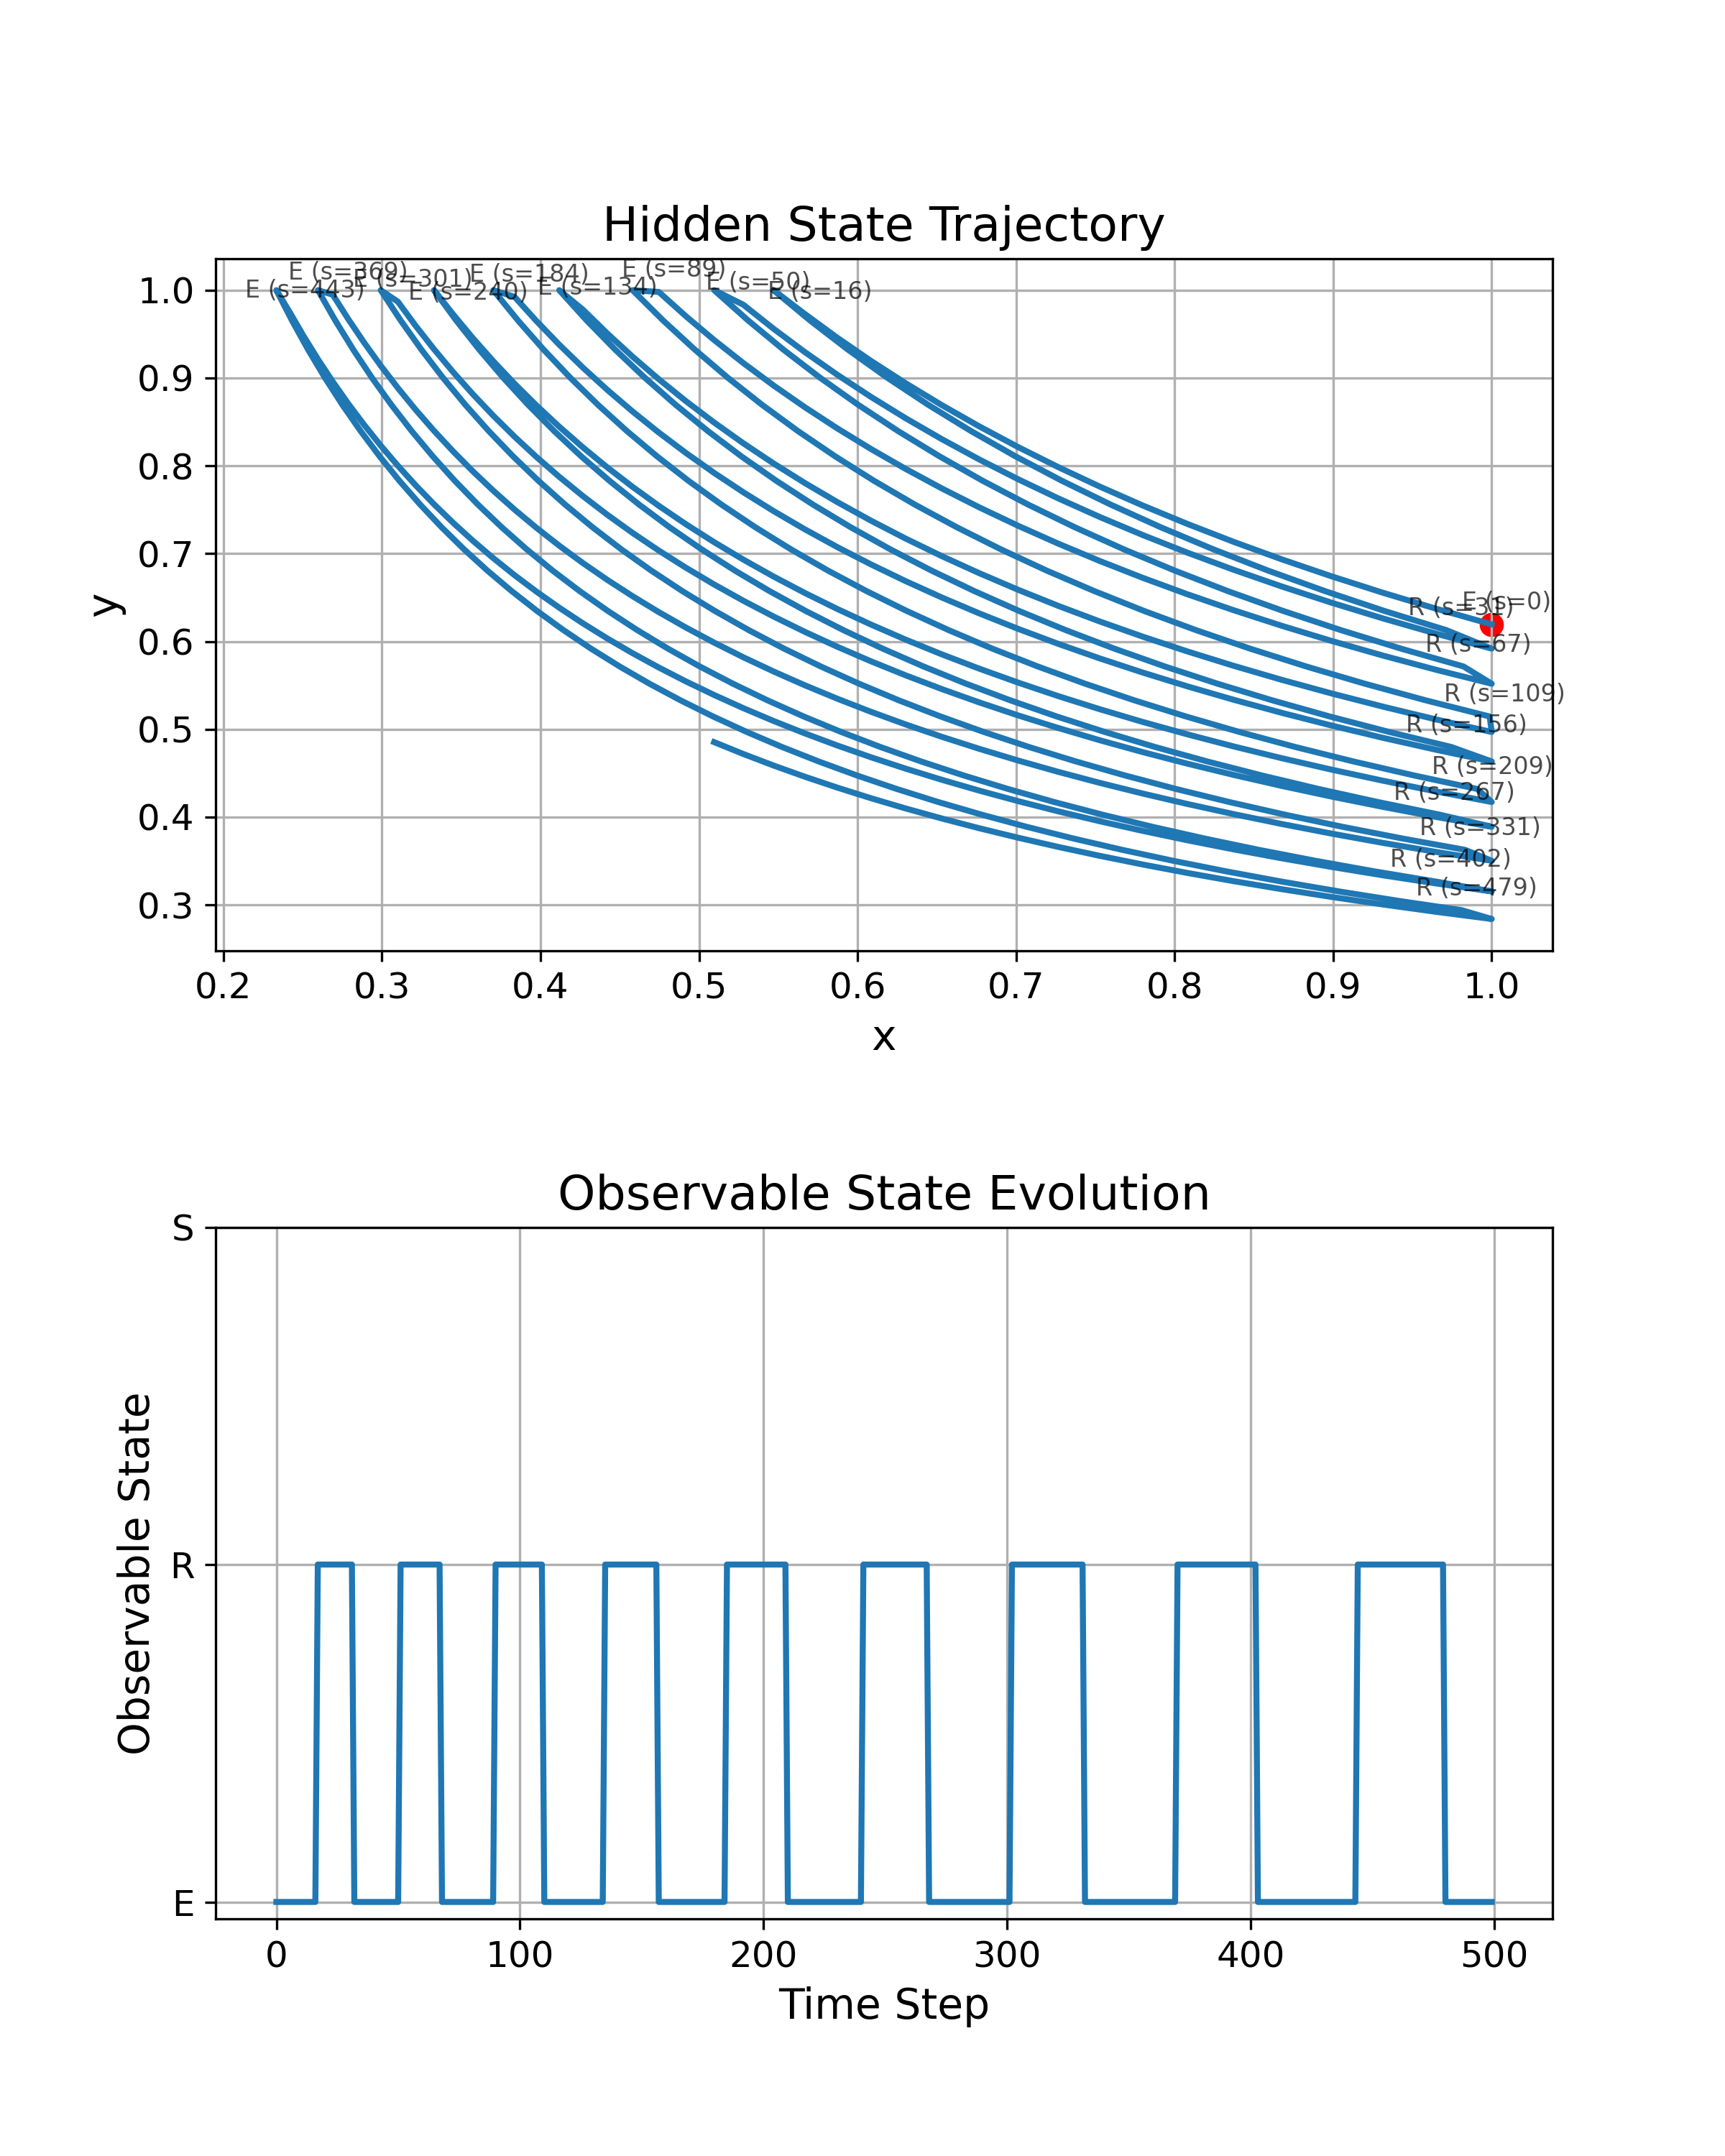 Hidden State Trajectory
E (s=369)
E (s=301)
E (s=184)
E (s=89)
E (s=50)
E (s=443)
E (s=240)
E (s=134)
E (s=16)
1.0
0.9
0.8
0.7
0.6
0.5
0.4
0.3
y
E (s=0)
R (s=31)
R (s=67)
R (s=109)
R (s=156)
R (s=209)
R (s=267)
R (s=331)
R (s=402)
R (s=479)
0.2 0.3 0.4 0.5 0.6 0.7 0.8 0.9 1.0
x
Observable State Evolution
S
R
E
Observable State
0 100 200 300 400 500
Time Step